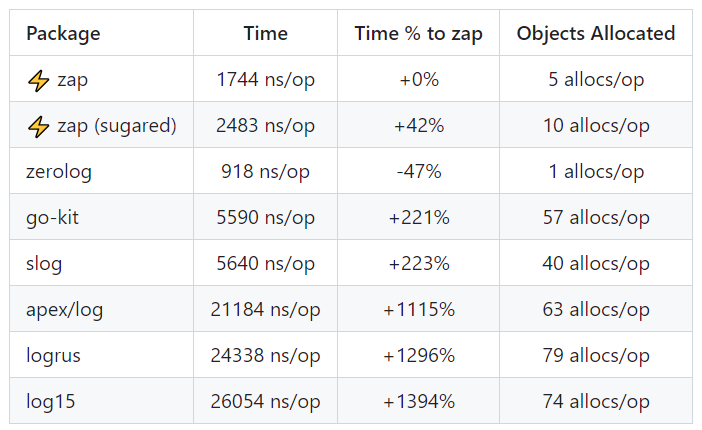 Package Time Time % to zap Objects Allocated
⚡ zap 1744 ns/op +0% 5 allocs/op
⚡ zap (sugared) 2483 ns/op +42% 10 allocs/op
zerolog 918 ns/op -47% 1 allocs/op
go-kit 5590 ns/op +221% 57 allocs/op
slog 5640 ns/op +223% 40 allocs/op
apex/log 21184 ns/op +1115% 63 allocs/op
logrus 24338 ns/op +1296% 79 allocs/op
log15 26054 ns/op +1394% 74 allocs/op